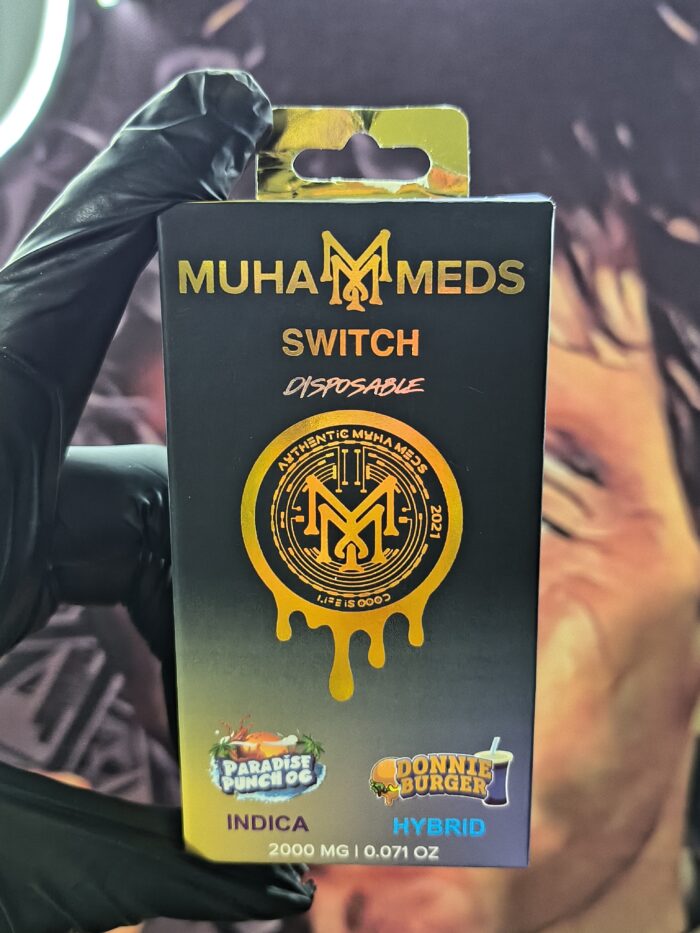 MUHA MEDS
SWITCH
DISPOSABLE
AUTHENTIC MUHA MEDS
2021
LIFE IS GOOD
PARADISE
PUNCH OG
DONNIE
BURGER
INDICA
HYBRID
2000 MG | 0.071 OZ